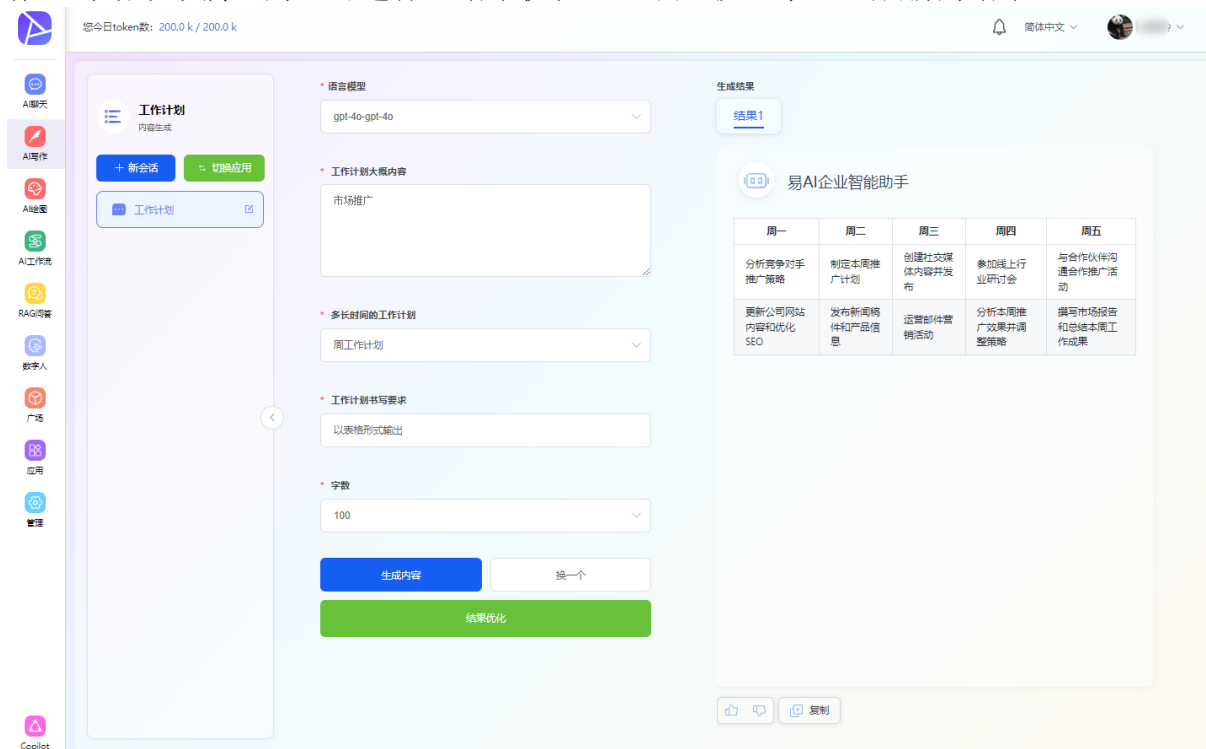 您今日token数: 200.0 k / 200.0 k
简体中文
AI聊天
AI写作
AI绘图
AI工作流
RAG问答
数字人
广场
应用
管理
Copilot
工作计划
内容生成
+ 新会话
切换应用
工作计划
* 语言模型
gpt-4o-gpt-4o
* 工作计划大概内容
市场推广
* 多长时间的工作计划
周工作计划
* 工作计划书写要求
以表格形式输出
* 字数
100
生成内容
换一个
结果优化
生成结果
结果1
易AI企业智能助手
周一 周二 周三 周四 周五
分析竞争对手 制定本周推 创建社交媒 参加线上行 与合作伙伴沟
推广策略 广计划 体内容并发 业研讨会 通合作推广活
布 动
更新公司网站 发布新闻稿 运营邮件营 分析本周推 撰写市场报告
内容和优化 件和产品信 销活动 广效果并调 和总结本周工
SEO 息 整策略 作成果
复制